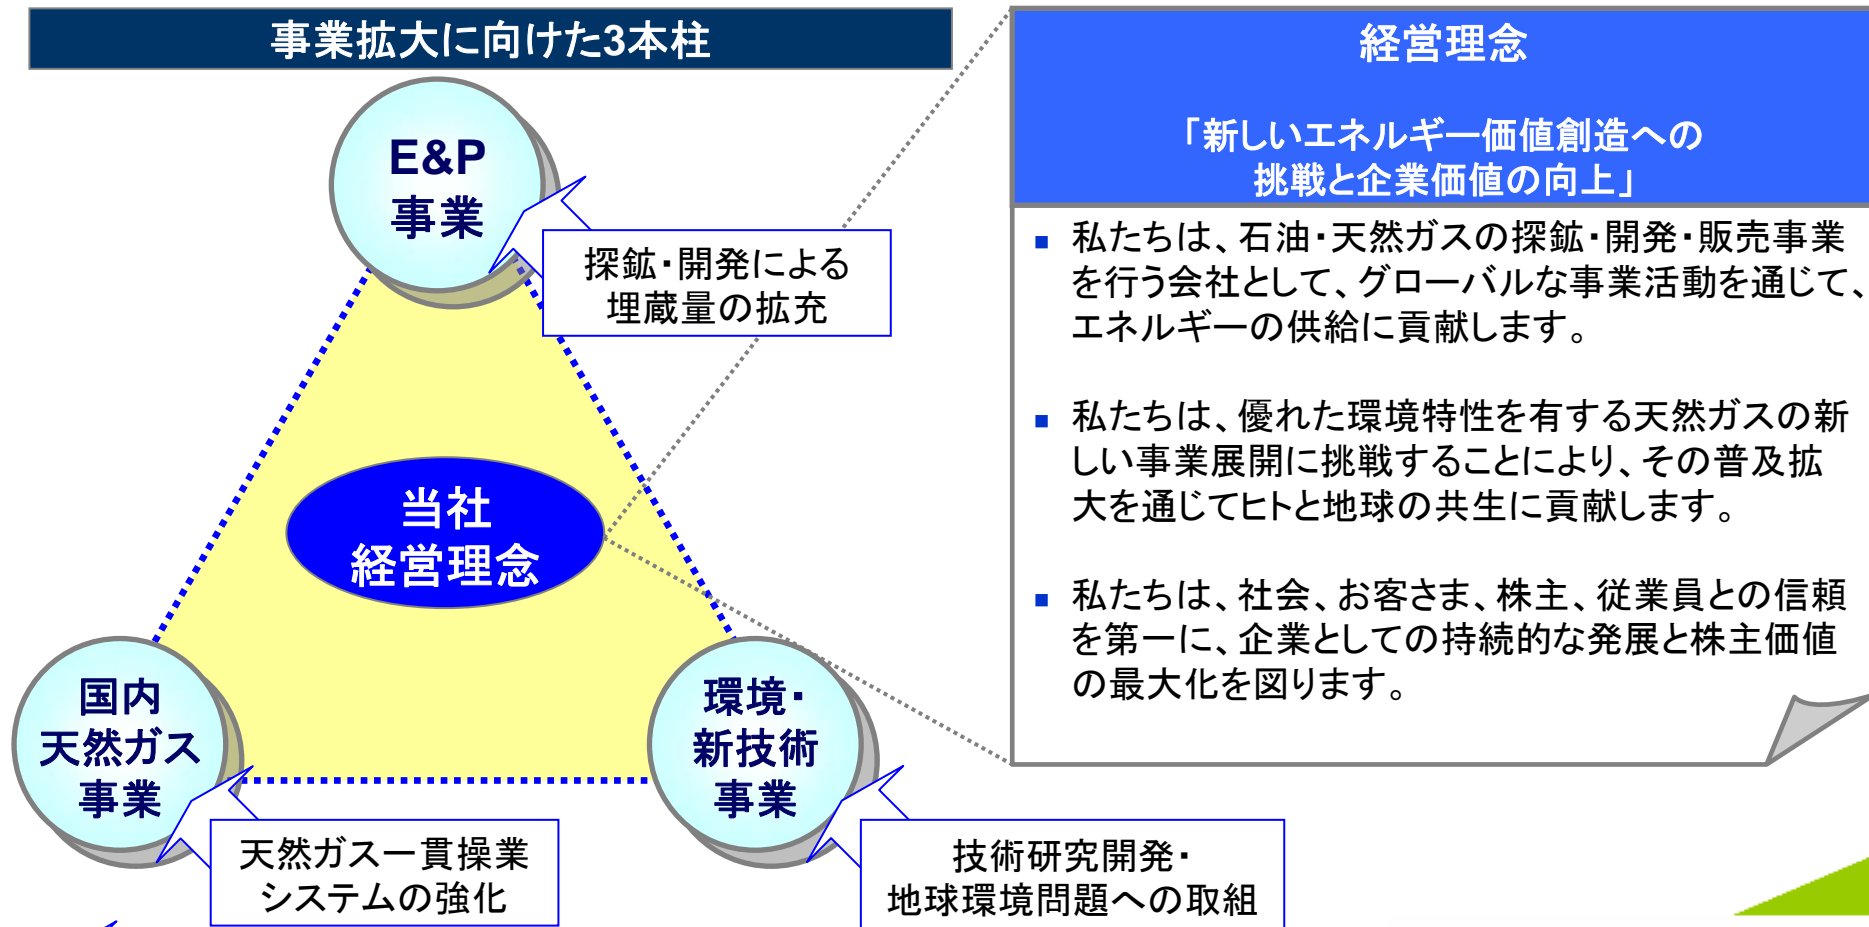 事業拡大に向けた3本柱
E&P
事業
探鉱・開発による
埋蔵量の拡充
当社
経営理念
国内
天然ガス
事業
天然ガス一貫操業
システムの強化
環境・
新技術
事業
技術研究開発・
地球環境問題への取組
経営理念
「新しいエネルギー価値創造への
挑戦と企業価値の向上」
■ 私たちは、石油・天然ガスの探鉱・開発・販売事業
を行う会社として、グローバルな事業活動を通じて、
エネルギーの供給に貢献します。
■ 私たちは、優れた環境特性を有する天然ガスの新
しい事業展開に挑戦することにより、その普及拡
大を通じてヒトと地球の共生に貢献します。
■ 私たちは、社会、お客さま、株主、従業員との信頼
を第一に、企業としての持続的な発展と株主価値
の最大化を図ります。